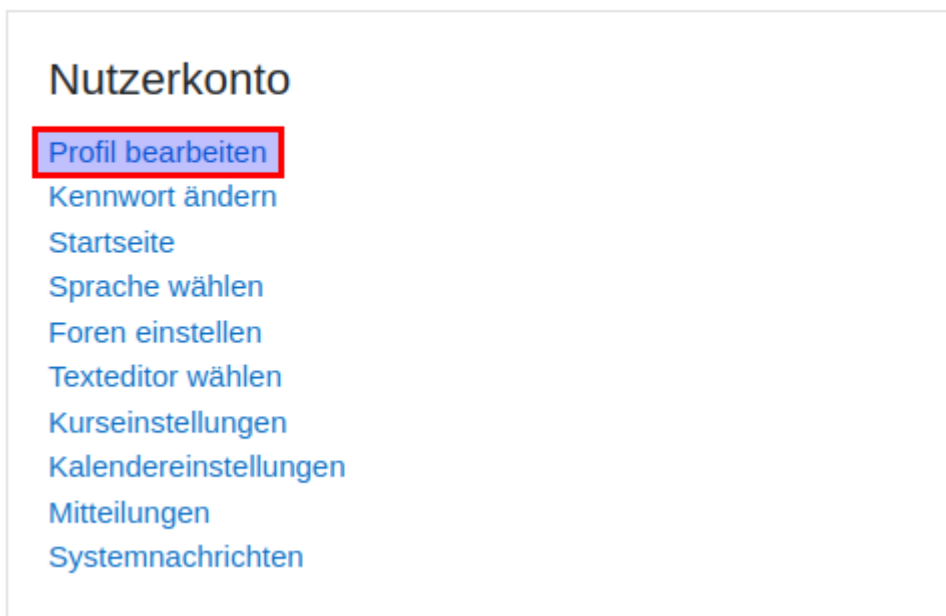 Nutzerkonto
Profil bearbeiten
Kennwort ändern
Startseite
Sprache wählen
Foren einstellen
Texteditor wählen
Kurseinstellungen
Kalendereinstellungen
Mitteilungen
Systemnachrichten